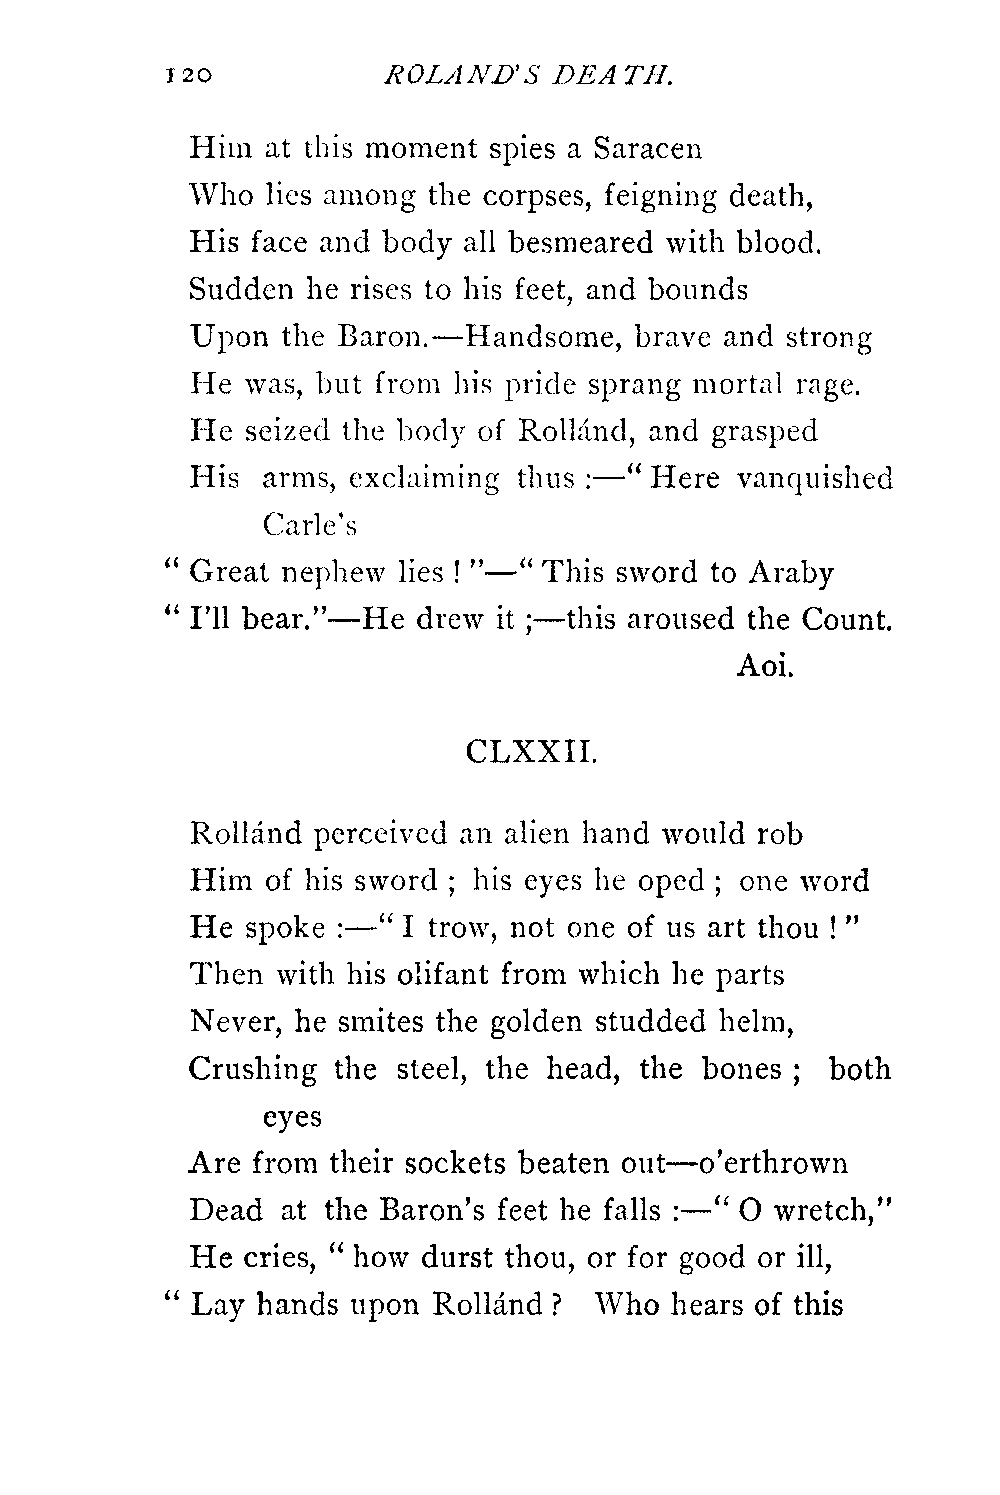 120 ROLAND'S DEATH.
Him at this moment spies a Saracen
Who lies among the corpses, feigning death,
His face and body all besmeared with blood.
Sudden he rises to his feet, and bounds
Upon the Baron.—Handsome, brave and strong
He was, but from his pride sprang mortal rage.
He seized the body of Rollánd, and grasped
His arms, exclaiming thus :—“ Here vanquished
Carle's
“ Great nephew lies ! ”—“ This sword to Araby
“ I'll bear.”—He drew it ;—this aroused the Count.
Aoi.
CLXXII.
Rollánd perceived an alien hand would rob
Him of his sword ; his eyes he oped ; one word
He spoke :—“ I trow, not one of us art thou ! ”
Then with his olifant from which he parts
Never, he smites the golden studded helm,
Crushing the steel, the head, the bones ; both
eyes
Are from their sockets beaten out—o'erthrown
Dead at the Baron's feet he falls :—“ O wretch,”
He cries, “ how durst thou, or for good or ill,
“ Lay hands upon Rollánd ? Who hears of this